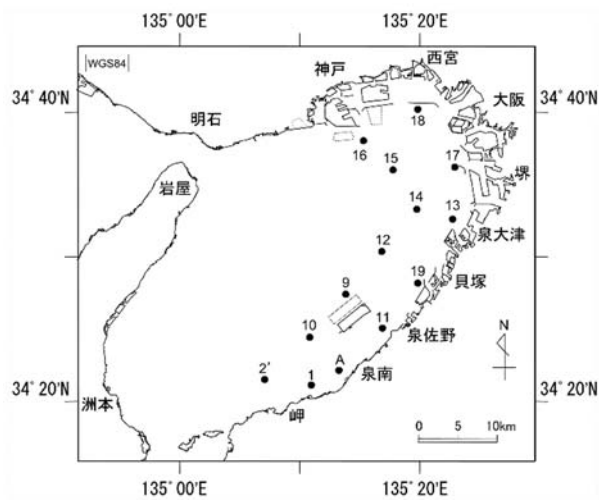 135° 00'E
135° 20'E
WGS84
西宮
神戸
34° 40'N
34° 40'N
大阪
明石
18
16
15
17
堺
岩屋
14
13
泉大津
12
貝塚
19
9
11
泉佐野
10
N
A
泉南
2'
1
34° 20'N
34° 20'N
洲本
岬
0
5
10km
135° 00'E
135° 20'E